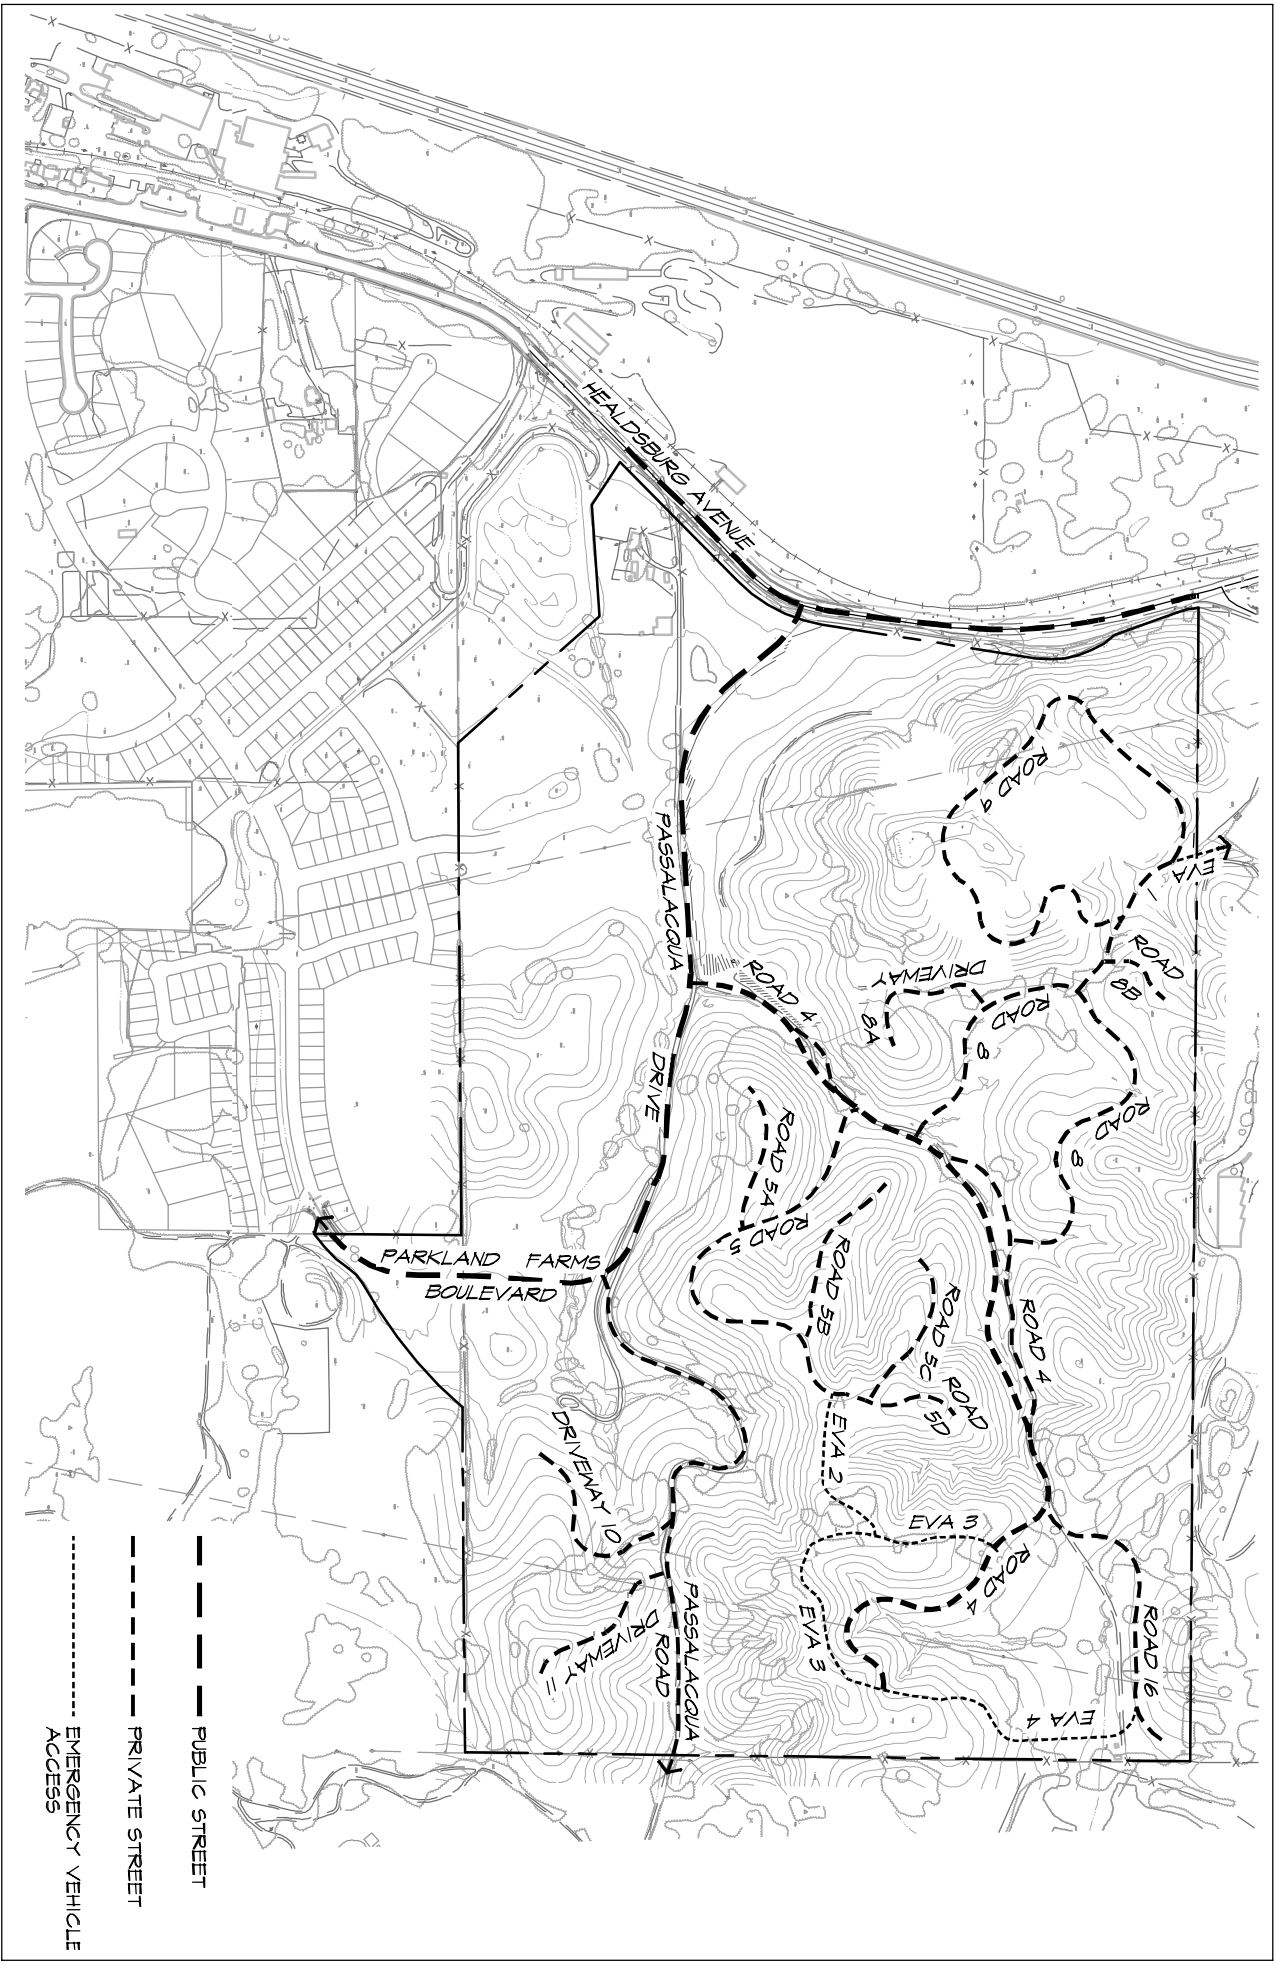 HEALDSBURG AVENUE
PASSALACQUA
DRIVE
ROAD 9
EVA 1
ROAD
8B
DRIVEWAY
8A
ROAD
8
ROAD
8
ROAD 4
ROAD 5A
ROAD 5
ROAD 5B
ROAD 5C
ROAD
5D
ROAD 4
PARKLAND FARMS
BOULEVARD
EVA 2
EVA 3
ROAD 4
EVA 3
ROAD 16
EVA 4
DRIVEWAY 10
DRIVEWAY 11
PASSALACQUA
ROAD
PUBLIC STREET
PRIVATE STREET
EMERGENCY VEHICLE
ACCESS